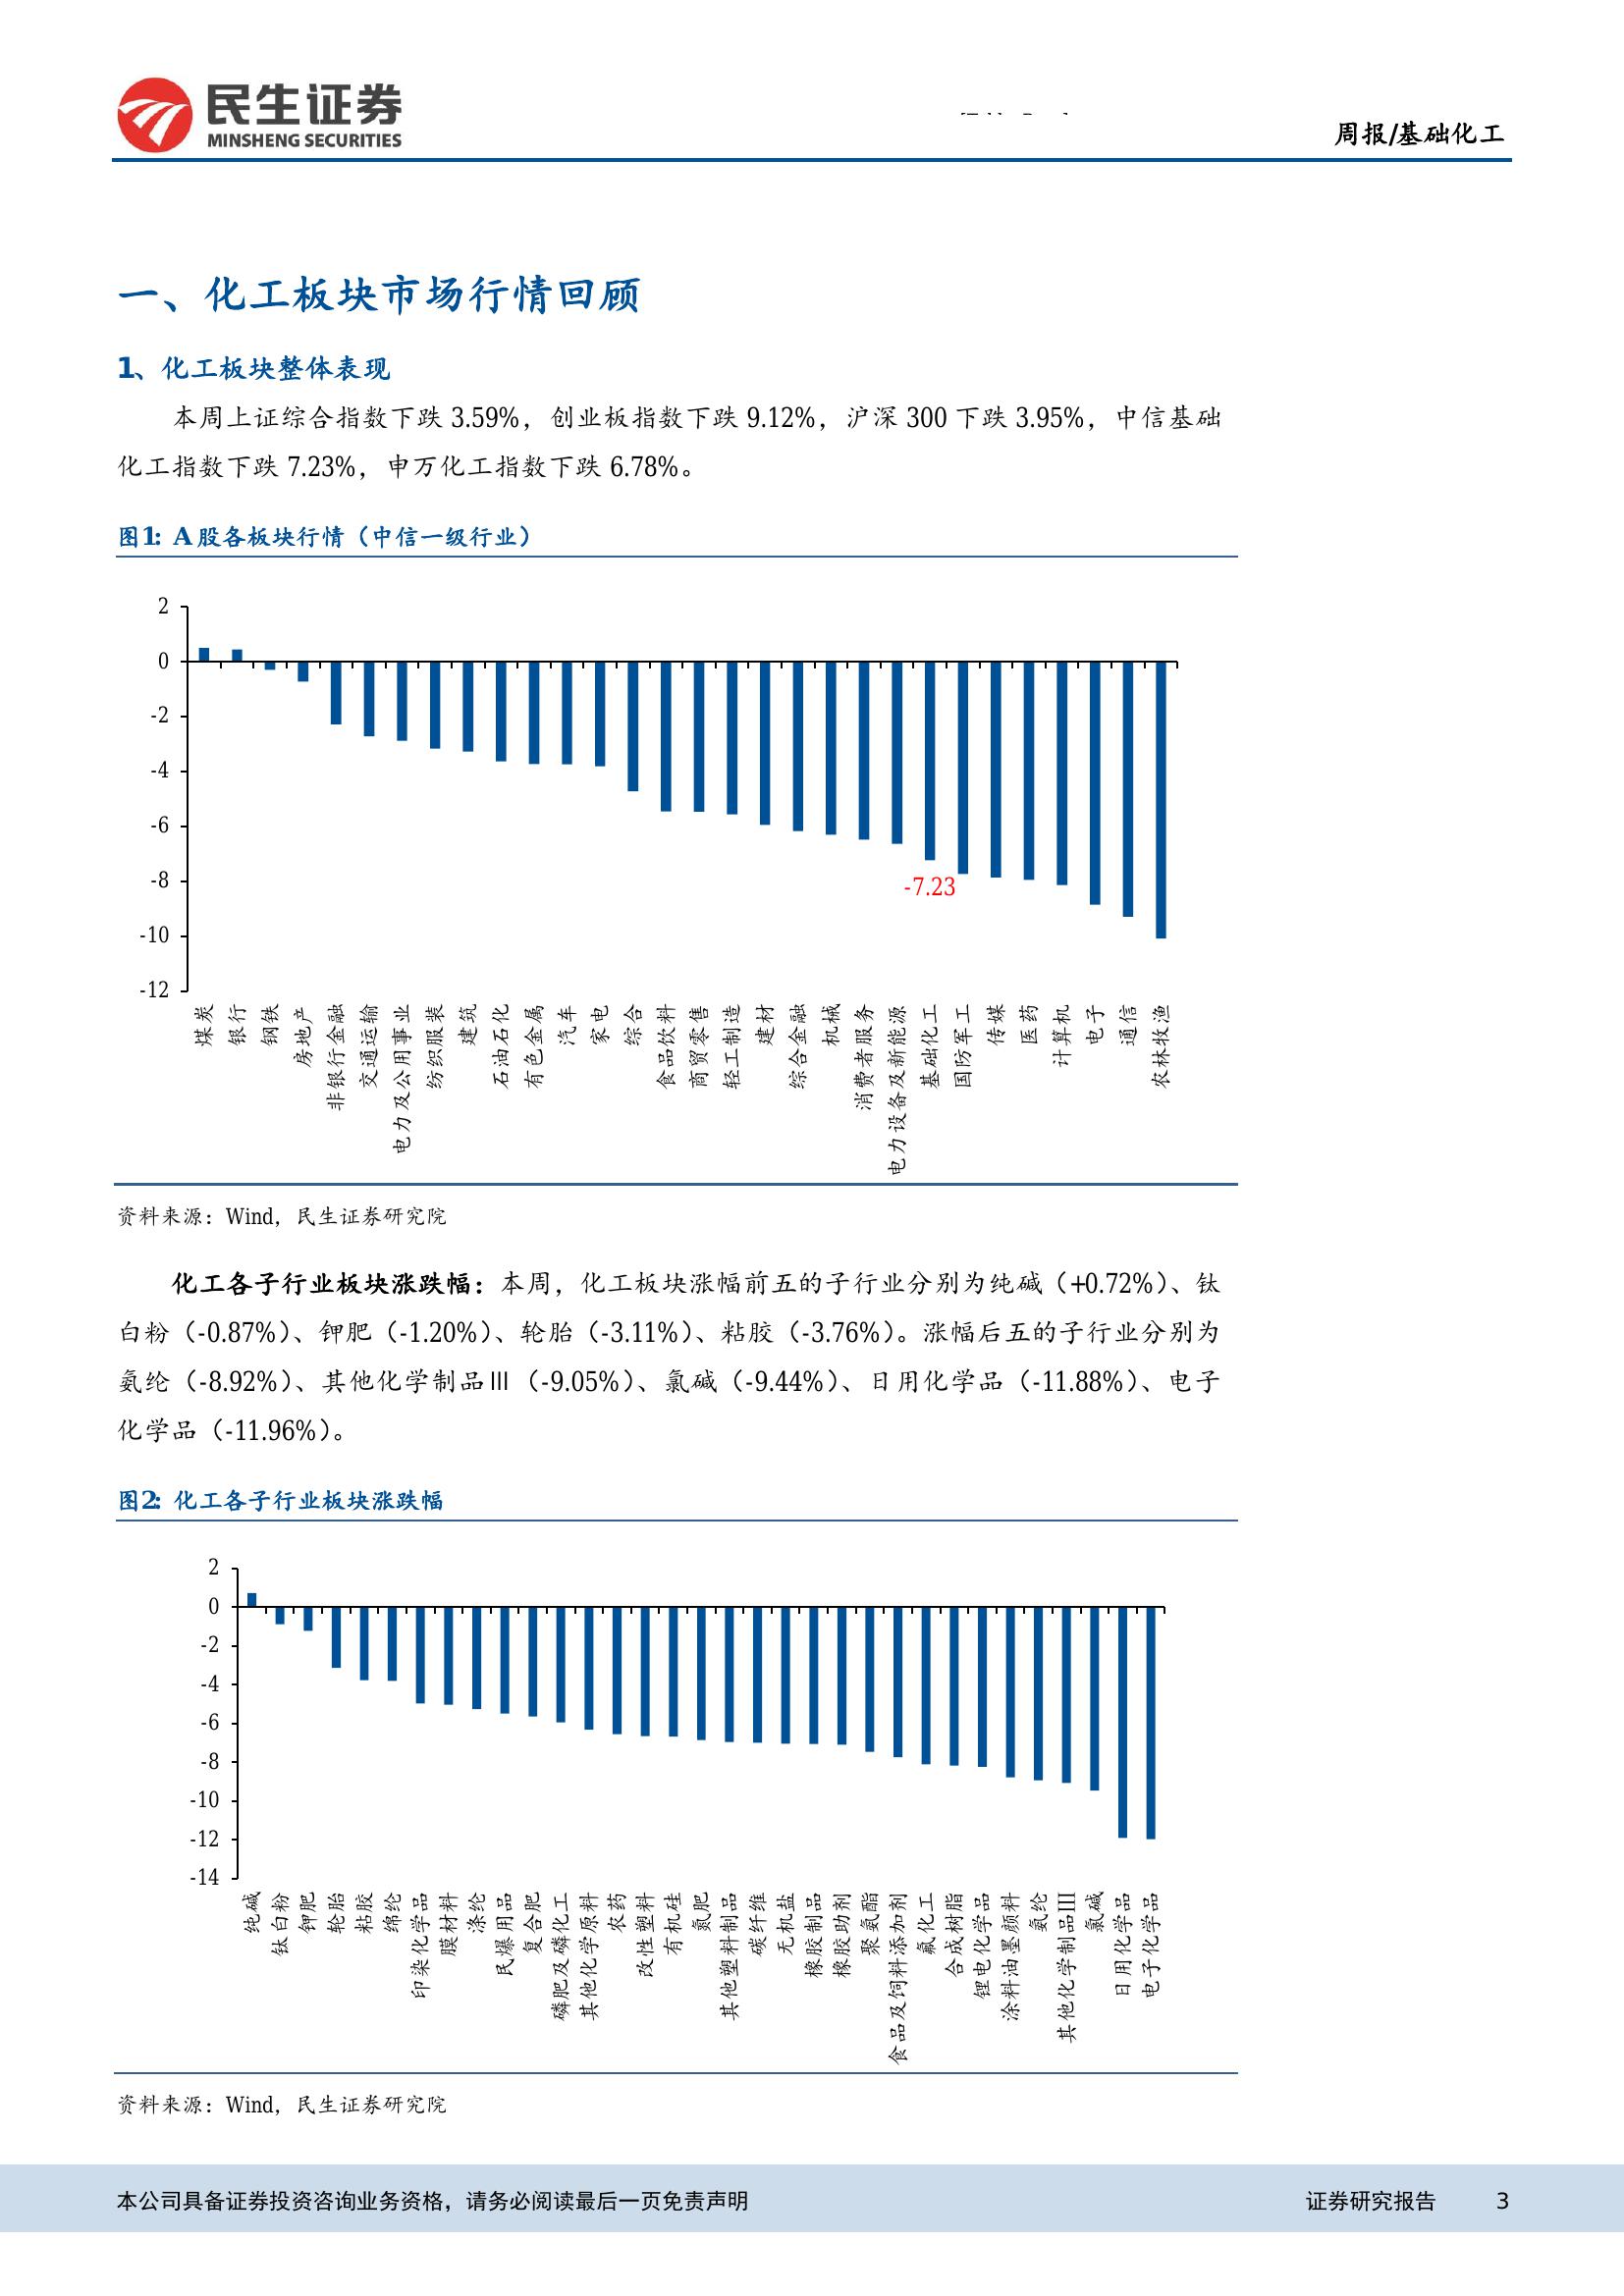 民生证券
MINSHENG SECURITIES
周报/基础化工
一、化工板块市场行情回顾
1、化工板块整体表现
本周上证综合指数下跌 3.59%，创业板指数下跌 9.12%，沪深 300 下跌 3.95%，中信基础
化工指数下跌 7.23%，申万化工指数下跌 6.78%。
图1: A 股各板块行情（中信一级行业）
2
0
-2
-4
-6
-8
-10
-12
-7.23
煤炭
银行
钢铁
房地产
非银行金融
交通运输
电力及公用事业
纺织服装
建筑
石油石化
有色金属
汽车
家电
综合
食品饮料
商贸零售
轻工制造
建材
综合金融
机械
消费者服务
电力设备及新能源
基础化工
国防军工
传媒
医药
计算机
电子
通信
农林牧渔
资料来源：Wind，民生证券研究院
化工各子行业板块涨跌幅：本周，化工板块涨幅前五的子行业分别为纯碱（+0.72%）、钛
白粉（-0.87%）、钾肥（-1.20%）、轮胎（-3.11%）、粘胶（-3.76%）。涨幅后五的子行业分别为
氨纶（-8.92%）、其他化学制品Ⅲ（-9.05%）、氯碱（-9.44%）、日用化学品（-11.88%）、电子
化学品（-11.96%）。
图2: 化工各子行业板块涨跌幅
2
0
-2
-4
-6
-8
-10
-12
-14
纯碱
钛白粉
钾肥
轮胎
粘胶
绵纶
印染化学品
膜材料
涤纶
民爆用品
复合肥
磷肥及磷化工
其他化学原料
农药
改性塑料
有机硅
氮肥
其他塑料制品
碳纤维
无机盐
橡胶制品
橡胶助剂
聚氨酯
食品及饲料添加剂
氟化工
合成树脂
锂电化学品
涂料油墨颜料
氨纶
其他化学制品Ⅲ
氯碱
日用化学品
电子化学品
资料来源：Wind，民生证券研究院
本公司具备证券投资咨询业务资格，请务必阅读最后一页免责声明
证券研究报告 3